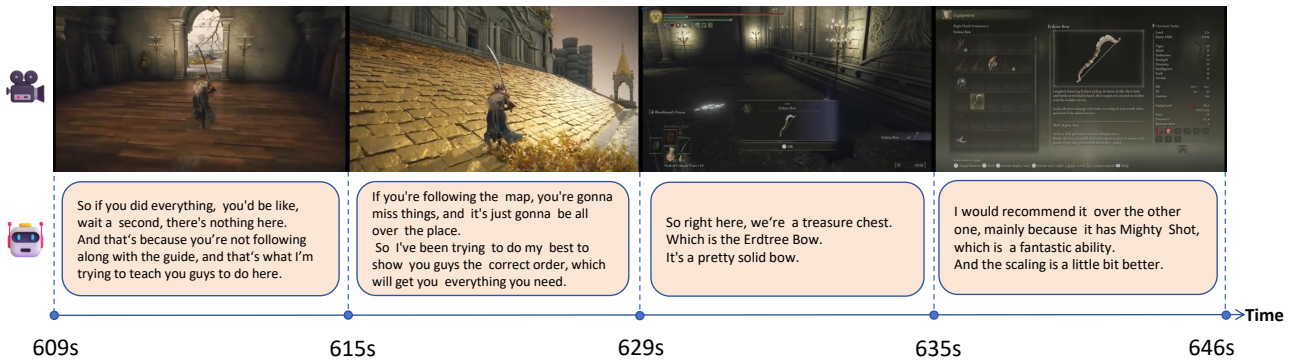 Erdtree Bow
OK
Equipment
Erdtree Bow
So if you did everything, you'd be like,
wait a second, there's nothing here.
And that's because you're not following
along with the guide, and that's what I'm
trying to teach you guys to do here.
If you're following the map, you're gonna
miss things, and it's just gonna be all
over the place.
So I've been trying to do my best to
show you guys the correct order, which
will get you everything you need.
So right here, we're a treasure chest.
Which is the Erdtree Bow.
It's a pretty solid bow.
I would recommend it over the other
one, mainly because it has Mighty Shot,
which is a fantastic ability.
And the scaling is a little bit better.
Time
609s
615s
629s
635s
646s